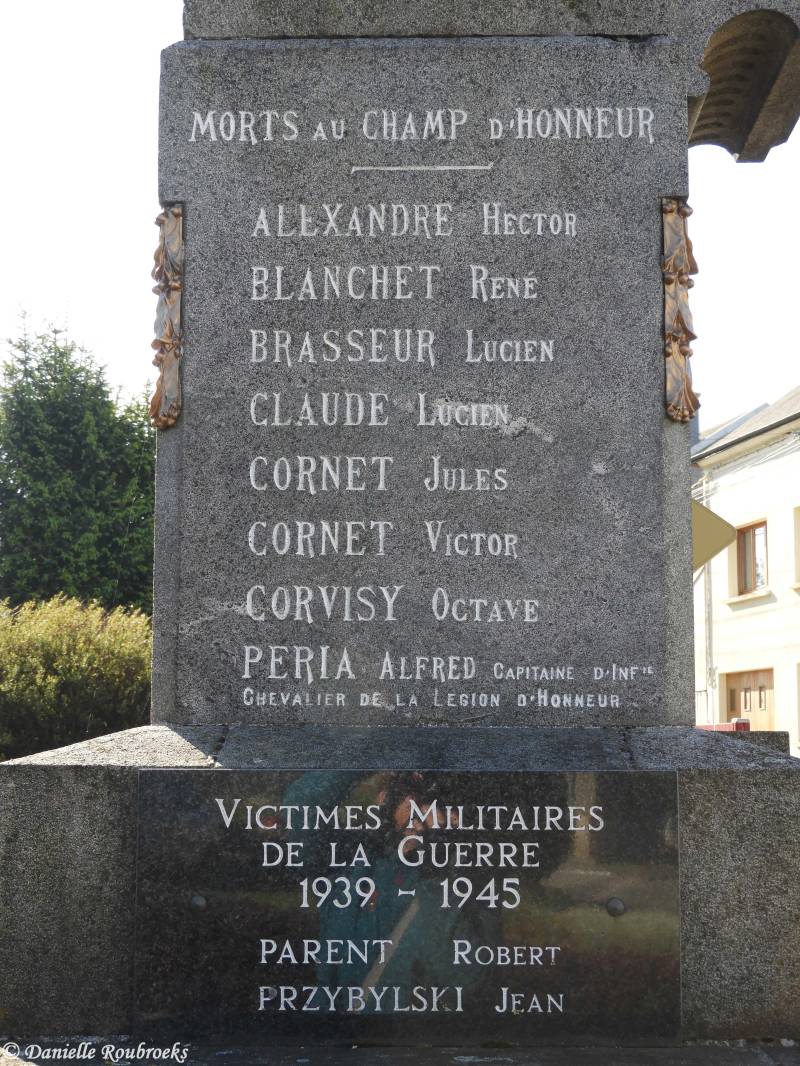 MORTS AU CHAMP D'HONNEUR
ALEXANDRE HECTOR
BLANCHET RENÉ
BRASSEUR LUCIEN
CLAUDE LUCIEN
CORNET JULES
CORNET VICTOR
CORVISY OCTAVE
PERIA ALFRED CAPITAINE D'INFIE
CHEVALIER DE LA LEGION D'HONNEUR
VICTIMES MILITAIRES
DE LA GUERRE
1939 - 1945
PARENT ROBERT
PRZYBYLSKI JEAN
© Danielle Roubroeks